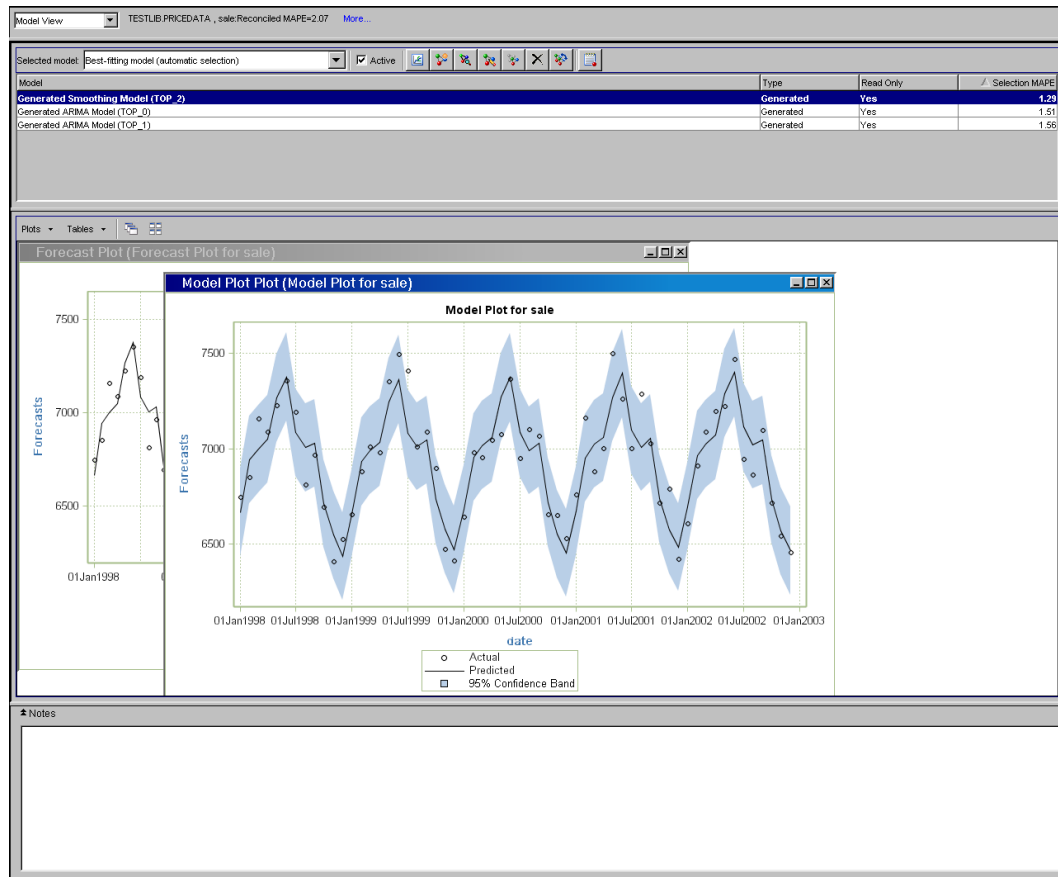 Model View TESTLIB.PRICEDATA , sale:Reconciled MAPE=2.07 More...
Selected model: Best-fitting model (automatic selection) Active
Model Type Read Only Selection MAPE
Generated Smoothing Model (TOP_2) Generated Yes 1.29
Generated ARIMA Model (TOP_0) Generated Yes 1.51
Generated ARIMA Model (TOP_1) Generated Yes 1.56
Plots Tables
Forecast Plot (Forecast Plot for sale)
7500
7000
6500
Forecasts
01Jan1998
Model Plot Plot (Model Plot for sale)
Model Plot for sale
7500
7000
6500
Forecasts
01Jan1998 01Jul1998 01Jan1999 01Jul1999 01Jan2000 01Jul2000 01Jan2001 01Jul2001 01Jan2002 01Jul2002 01Jan2003
date
Actual
Predicted
95% Confidence Band
Notes